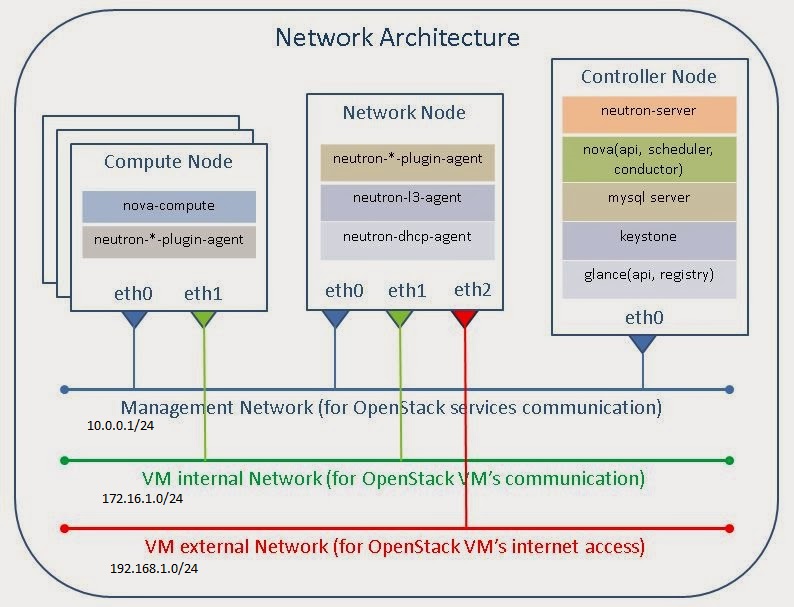 Network Architecture
Compute Node
nova-compute
neutron-*-plugin-agent
eth0 eth1
Network Node
neutron-*-plugin-agent
neutron-l3-agent
neutron-dhcp-agent
eth0 eth1 eth2
Controller Node
neutron-server
nova(api, scheduler,
conductor)
mysql server
keystone
glance(api, registry)
eth0
Management Network (for OpenStack services communication)
10.0.0.1/24
VM internal Network (for OpenStack VM's communication)
172.16.1.0/24
VM external Network (for OpenStack VM's internet access)
192.168.1.0/24